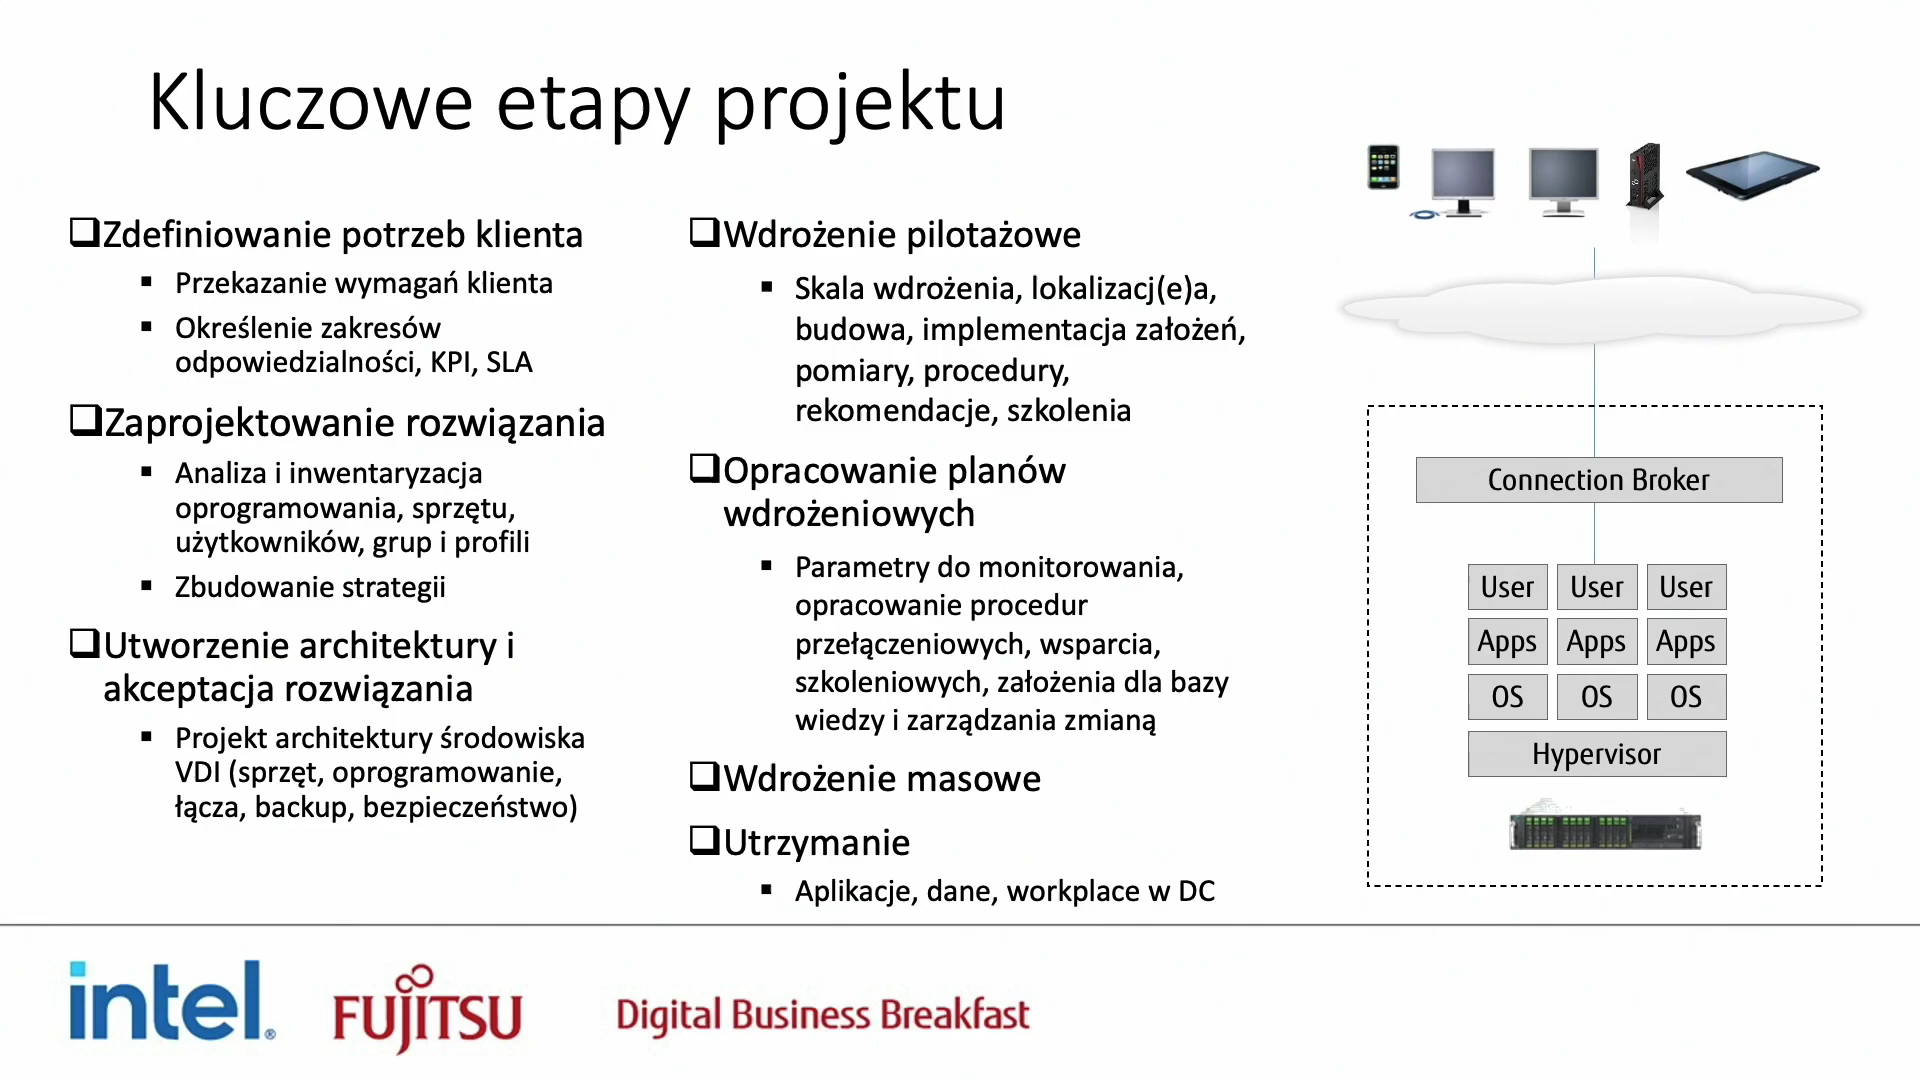 Kluczowe etapy projektu
❑Zdefiniowanie potrzeb klienta
▪ Przekazanie wymagań klienta
▪ Określenie zakresów
odpowiedzialności, KPI, SLA
❑Zaprojektowanie rozwiązania
▪ Analiza i inwentaryzacja
oprogramowania, sprzętu,
użytkowników, grup i profili
▪ Zbudowanie strategii
❑Utworzenie architektury i
akceptacja rozwiązania
▪ Projekt architektury środowiska
VDI (sprzęt, oprogramowanie,
łącza, backup, bezpieczeństwo)
❑Wdrożenie pilotażowe
▪ Skala wdrożenia, lokalizacj(e)a,
budowa, implementacja założeń,
pomiary, procedury,
rekomendacje, szkolenia
❑Opracowanie planów
wdrożeniowych
▪ Parametry do monitorowania,
opracowanie procedur
przełączeniowych, wsparcia,
szkoleniowych, założenia dla bazy
wiedzy i zarządzania zmianą
❑Wdrożenie masowe
❑Utrzymanie
▪ Aplikacje, dane, workplace w DC
Connection Broker
User User User
Apps Apps Apps
OS OS OS
Hypervisor
intel®
FUJITSU
Digital Business Breakfast